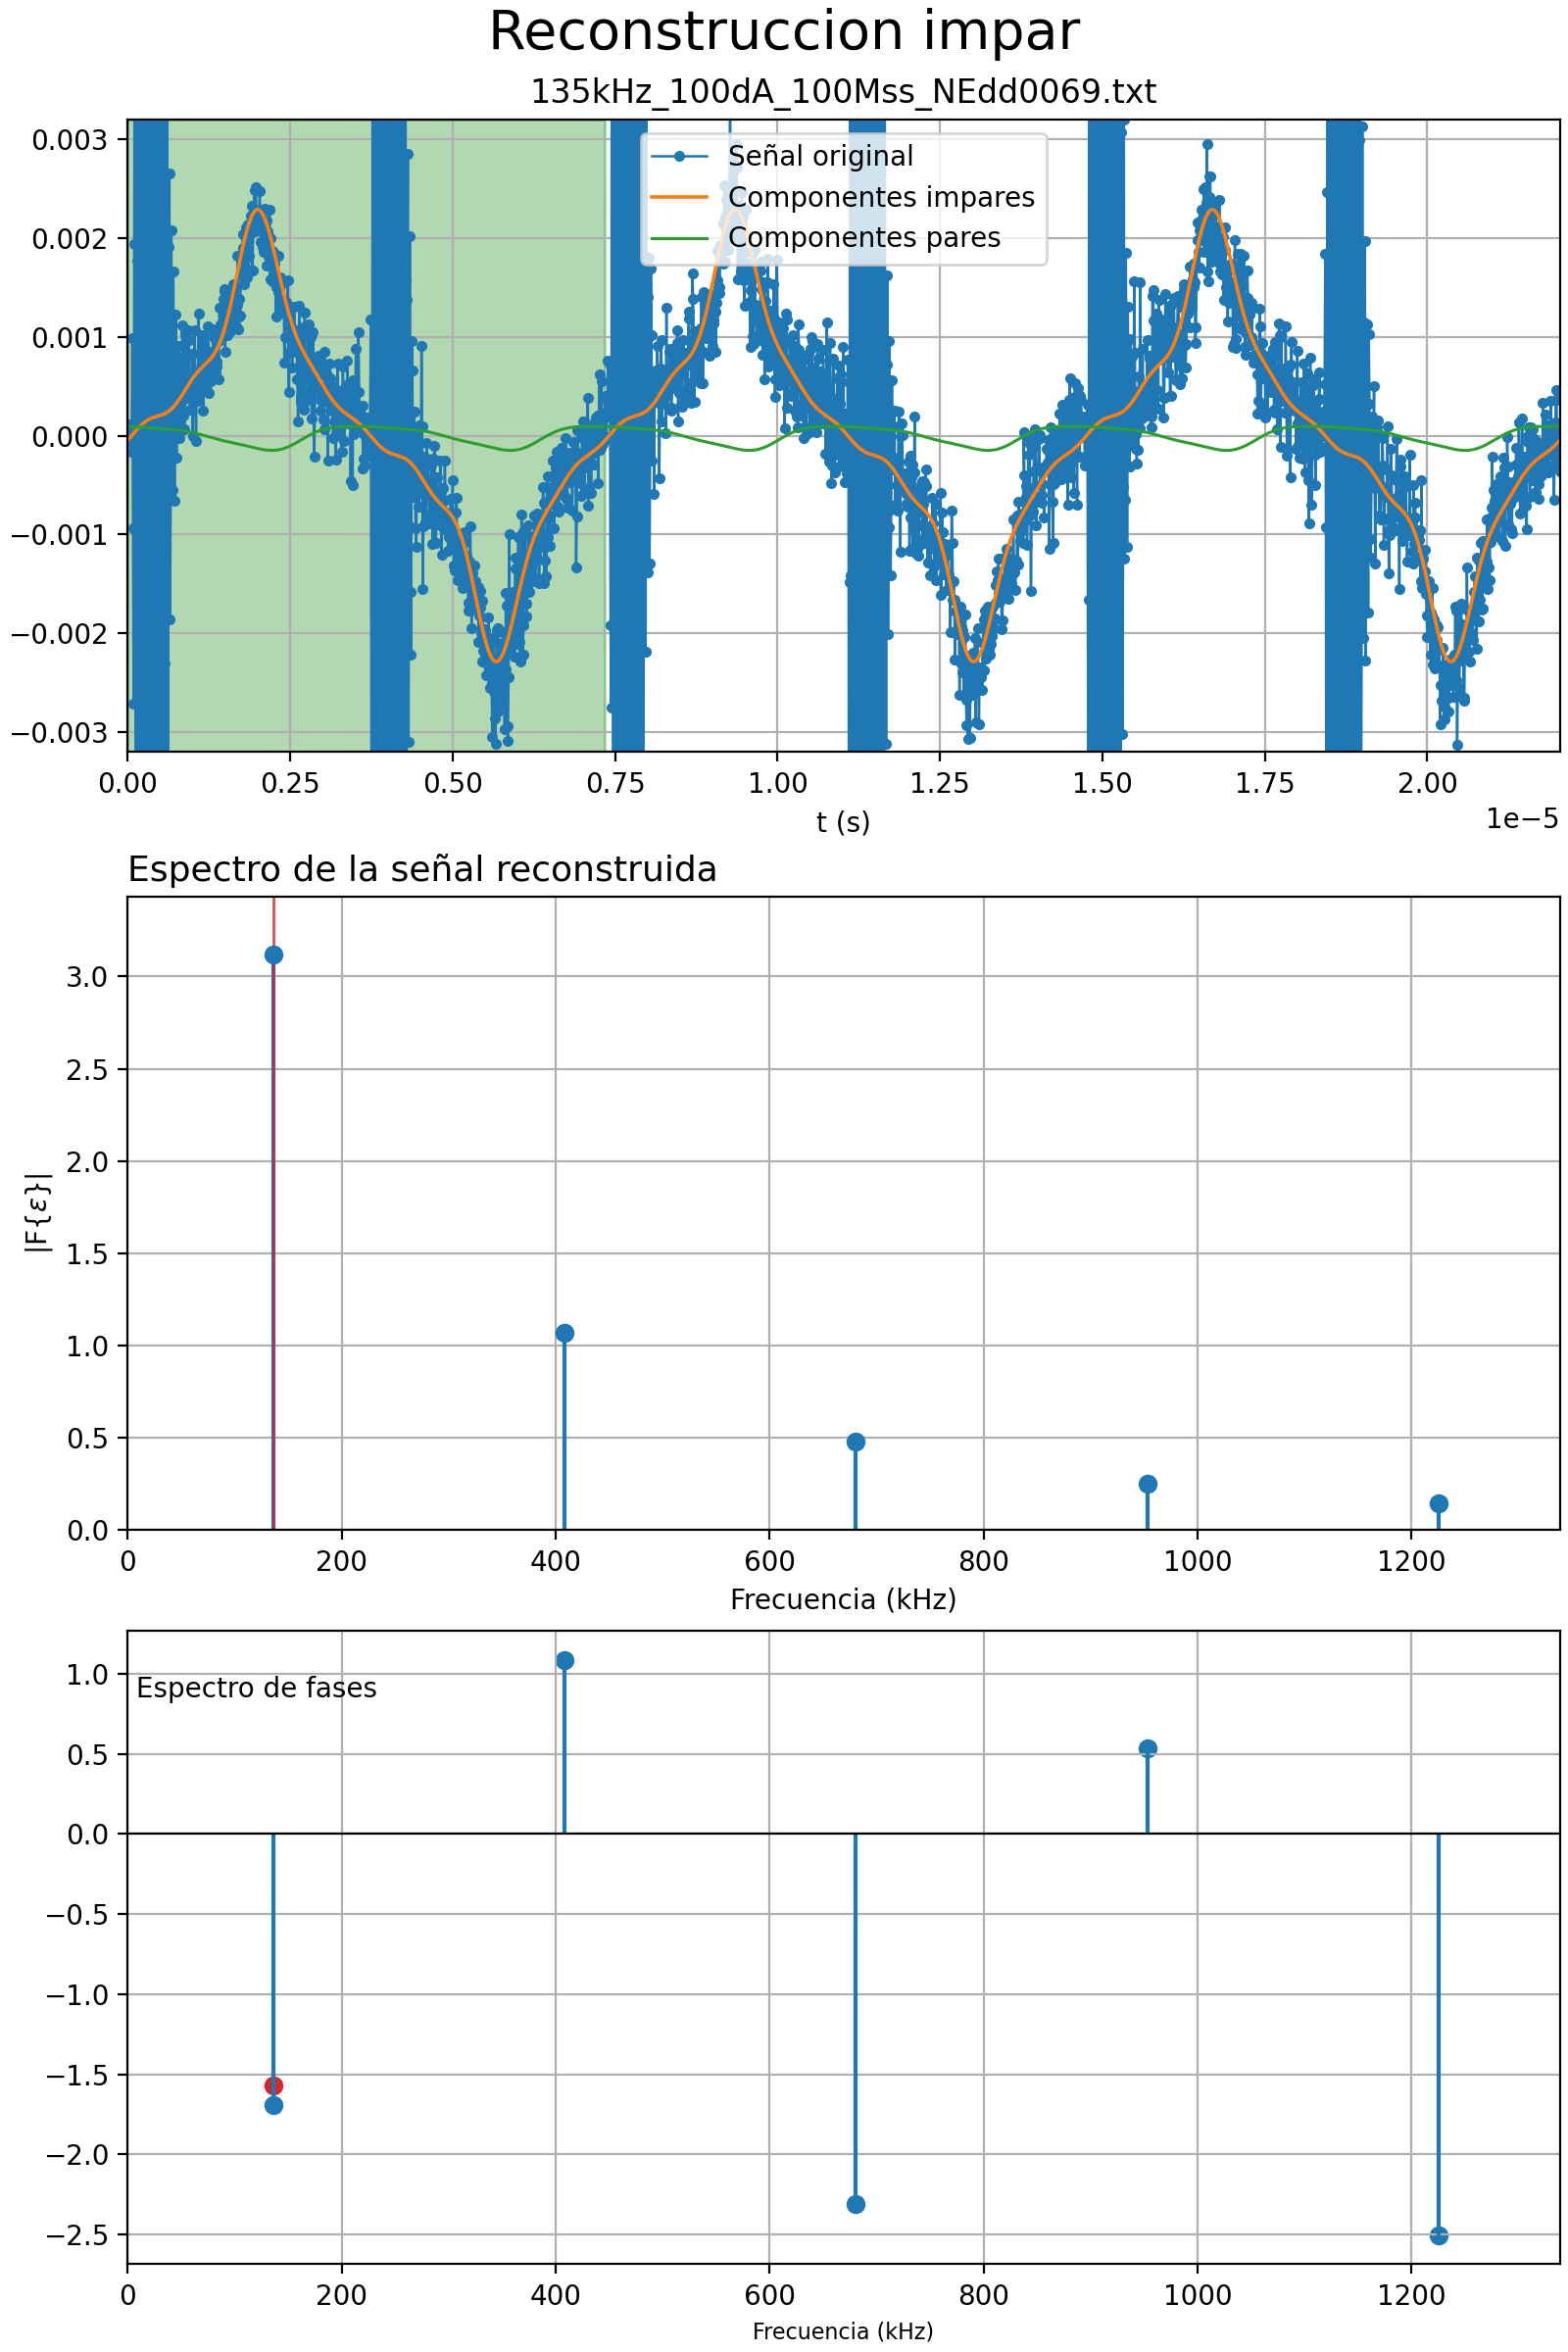 Reconstruccion impar
135kHz_100dA_100Mss_NEdd0069.txt
0.003
0.002
0.001
0.000
−0.001
−0.002
−0.003
Señal original
Componentes impares
Componentes pares
0.00 0.25 0.50 0.75 1.00 1.25 1.50 1.75 2.00
1e−5
t (s)
Espectro de la señal reconstruida
3.0
2.5
2.0
1.5
1.0
0.5
0.0
|F{ε}|
0 200 400 600 800 1000 1200
Frecuencia (kHz)
Espectro de fases
1.0
0.5
0.0
−0.5
−1.0
−1.5
−2.0
−2.5
0 200 400 600 800 1000 1200
Frecuencia (kHz)